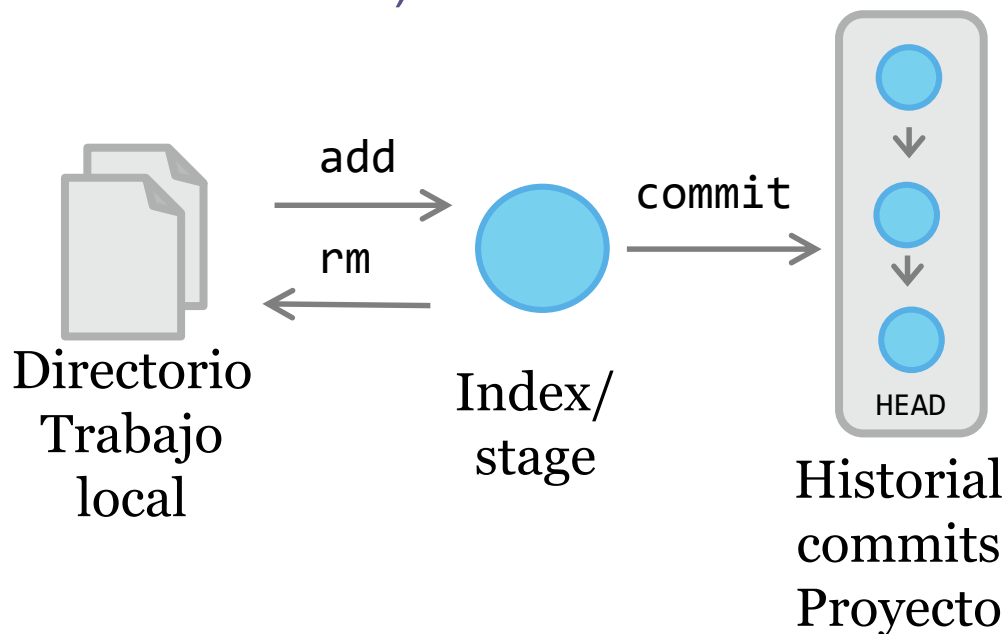 add
rm
commit
HEAD
Directorio
Trabajo
local
Index/
stage
Historial
commits
Proyecto